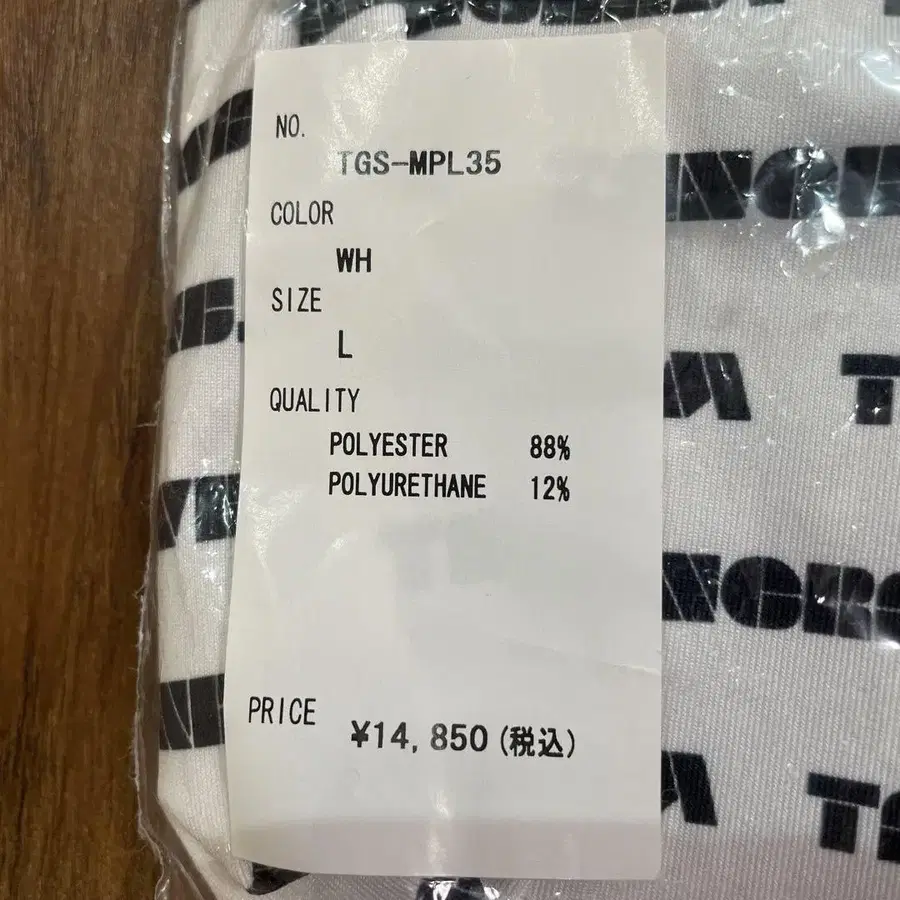 NO.
TGS-MPL35
COLOR
WH
SIZE
L
QUALITY
POLYESTER 88%
POLYURETHANE 12%
PRICE
¥14,850(税込)